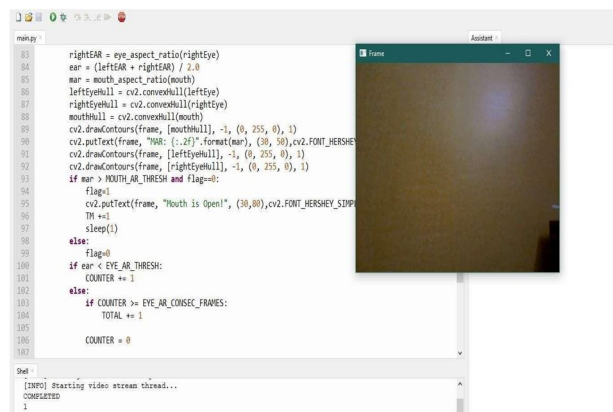 main.py ×
Assistant ×
Frame
83 rightEAR = eye_aspect_ratio(rightEye)
84 ear = (leftEAR + rightEAR) / 2.0
85 mar = mouth_aspect_ratio(mouth)
86 leftEyeHull = cv2.convexHull(leftEye)
87 rightEyeHull = cv2.convexHull(rightEye)
88 mouthHull = cv2.convexHull(mouth)
89 cv2.drawContours(frame, [mouthHull], -1, (0, 255, 0), 1)
90 cv2.putText(frame, "MAR: {:.2f}".format(mar), (30, 50),cv2.FONT_HERSHEY
91 cv2.drawContours(frame, [leftEyeHull], -1, (0, 255, 0), 1)
92 cv2.drawContours(frame, [rightEyeHull], -1, (0, 255, 0), 1)
93 if mar > MOUTH_AR_THRESH and flag==0:
94 flag=1
95 cv2.putText(frame, "Mouth is Open!", (30,80),cv2.FONT_HERSHEY_SIMPL
96 TM +=1
97 sleep(1)
98 else:
99 flag=0
100 if ear < EYE_AR_THRESH:
101 COUNTER += 1
102 else:
103 if COUNTER >= EYE_AR_CONSEC_FRAMES:
104 TOTAL += 1
105
106 COUNTER = 0
107
Shell ×
[INFO] Starting video stream thread...
COMPLETED
1